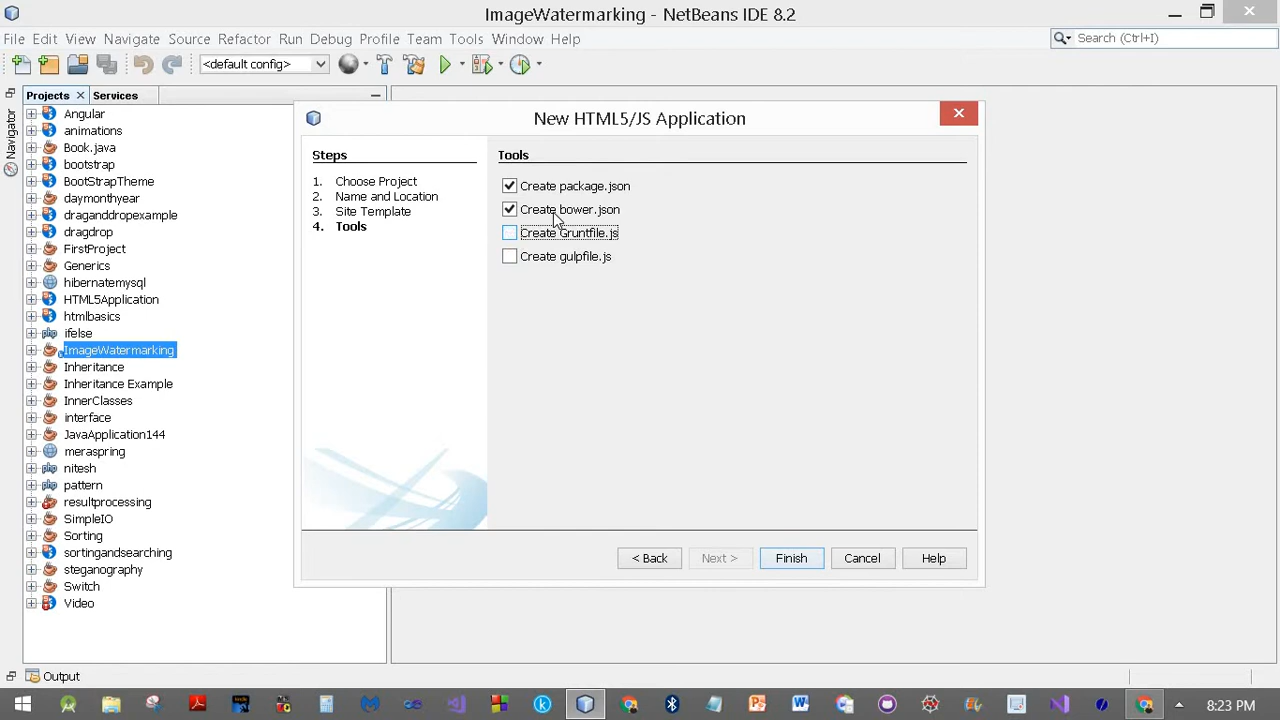 ImageWatermarking - NetBeans IDE 8.2
File Edit View Navigate Source Refactor Run Debug Profile Team Tools Window Help
Search (Ctrl+I)
<default config>
Projects
Services
Navigator
Angular
animations
Book.java
bootstrap
BootStrapTheme
daymonthyear
draganddropexample
dragdrop
FirstProject
Generics
hibernatemysql
HTML5Application
htmlbasics
ifelse
ImageWatermarking
Inheritance
Inheritance Example
InnerClasses
interface
JavaApplication144
meraspring
nitesh
pattern
resultprocessing
SimpleIO
Sorting
sortingandsearching
steganography
Switch
Video
New HTML5/JS Application
Steps
1. Choose Project
2. Name and Location
3. Site Template
4. Tools
Tools
Create package.json
Create bower.json
Create Gruntfile.js
Create gulpfile.js
< Back
Next >
Finish
Cancel
Help
Output
8:23 PM